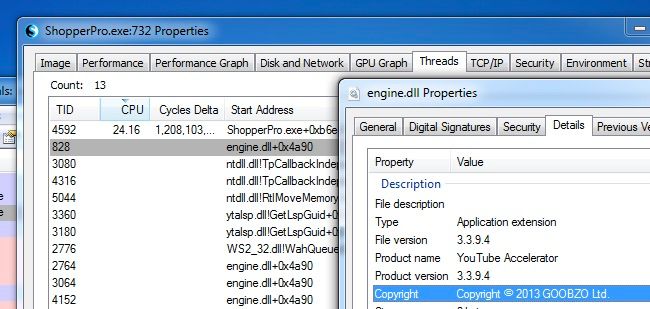 ShopperPro.exe:732 Properties
Image Performance Performance Graph Disk and Network GPU Graph Threads TCP/IP Security Environment
Count: 13
TID CPU Cycles Delta Start Address
4592 24.16 1,208,103,... ShopperPro.exe+0xb6e
828 engine.dll+0x4a90
3080 ntdll.dll!TpCallbackIndep
4316 ntdll.dll!TpCallbackIndep
5044 ntdll.dll!RtlMoveMemory
3360 ytalsp.dll!GetLspGuid+0
3180 ytalsp.dll!GetLspGuid+0
2776 WS2_32.dll!WahQueue
2764 engine.dll+0x4a90
3064 engine.dll+0x4a90
4152 engine.dll+0x4a90
engine.dll Properties
General Digital Signatures Security Details Previous Ve
Property Value
Description
File description
Type Application extension
File version 3.3.9.4
Product name YouTube Accelerator
Product version 3.3.9.4
Copyright Copyright © 2013 GOOBZO Ltd.